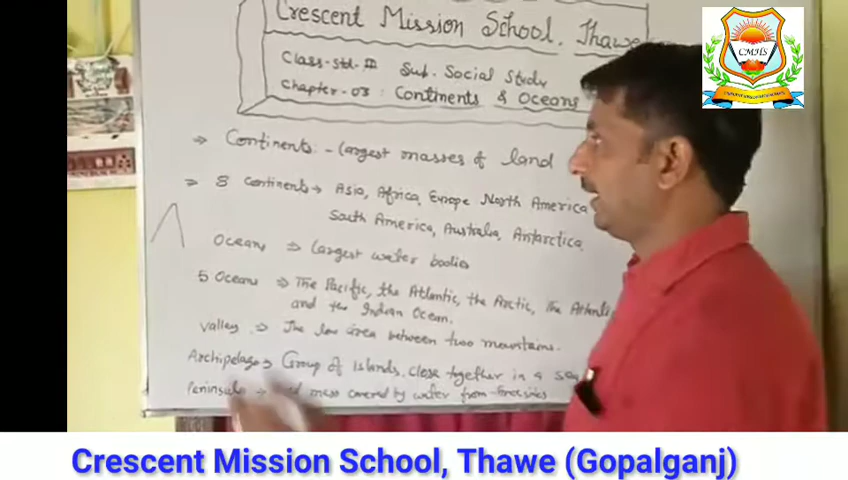 Crescent Mission School, Thawe
CMHS
Class-Std. III Sub. Social Study
Chapter-03: Continents & Oceans
⇒ Continents - Largest masses of land
⇒ 8 Continents → Asia, Africa, Europe North America
South America, Australia, Antarctica
Oceans ⇒ Largest water bodies
5 Oceans ⇒ The Pacific, the Atlantic, the Arctic, The
and the Indian Ocean.
Valley ⇒ The low area between two mountains.
Archipelago ⇒ Group of Islands, close together in a
Peninsula → mass covered by water from three sides
Crescent Mission School, Thawe (Gopalganj)